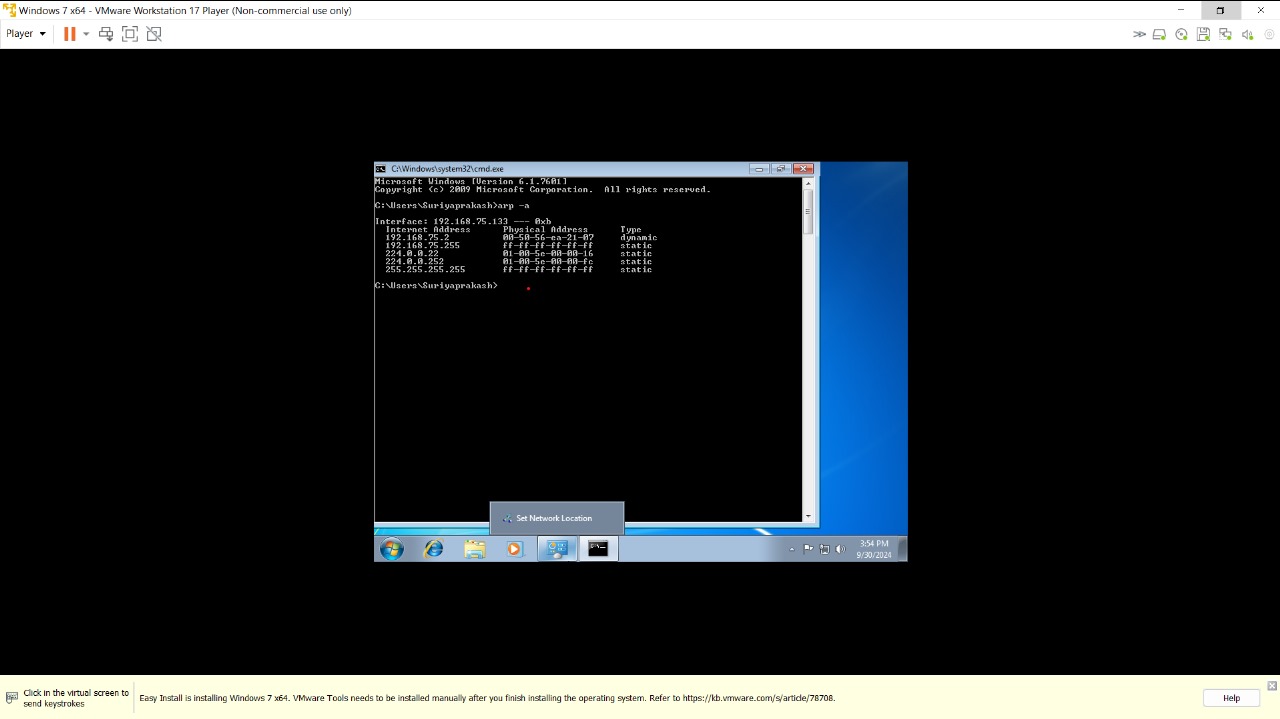 Windows 7 x64 - VMware Workstation 17 Player (Non-commercial use only)
Player
C:\Windows\system32\cmd.exe
Microsoft Windows [Version 6.1.7601]
Copyright (c) 2009 Microsoft Corporation.  All rights reserved.
C:\Users\Suriyaprakash>arp -a
Interface: 192.168.75.133 --- 0xb
Internet Address      Physical Address      Type
192.168.75.2          00-50-56-ea-21-07     dynamic
192.168.75.255        ff-ff-ff-ff-ff-ff     static
224.0.0.22            01-00-5e-00-00-16     static
224.0.0.252           01-00-5e-00-00-fc     static
255.255.255.255       ff-ff-ff-ff-ff-ff     static
C:\Users\Suriyaprakash>
Set Network Location
3:54 PM
9/30/2024
Click in the virtual screen to
send keystrokes
Easy Install is installing Windows 7 x64. VMware Tools needs to be installed manually after you finish installing the operating system. Refer to https://kb.vmware.com/s/article/78708.
Help